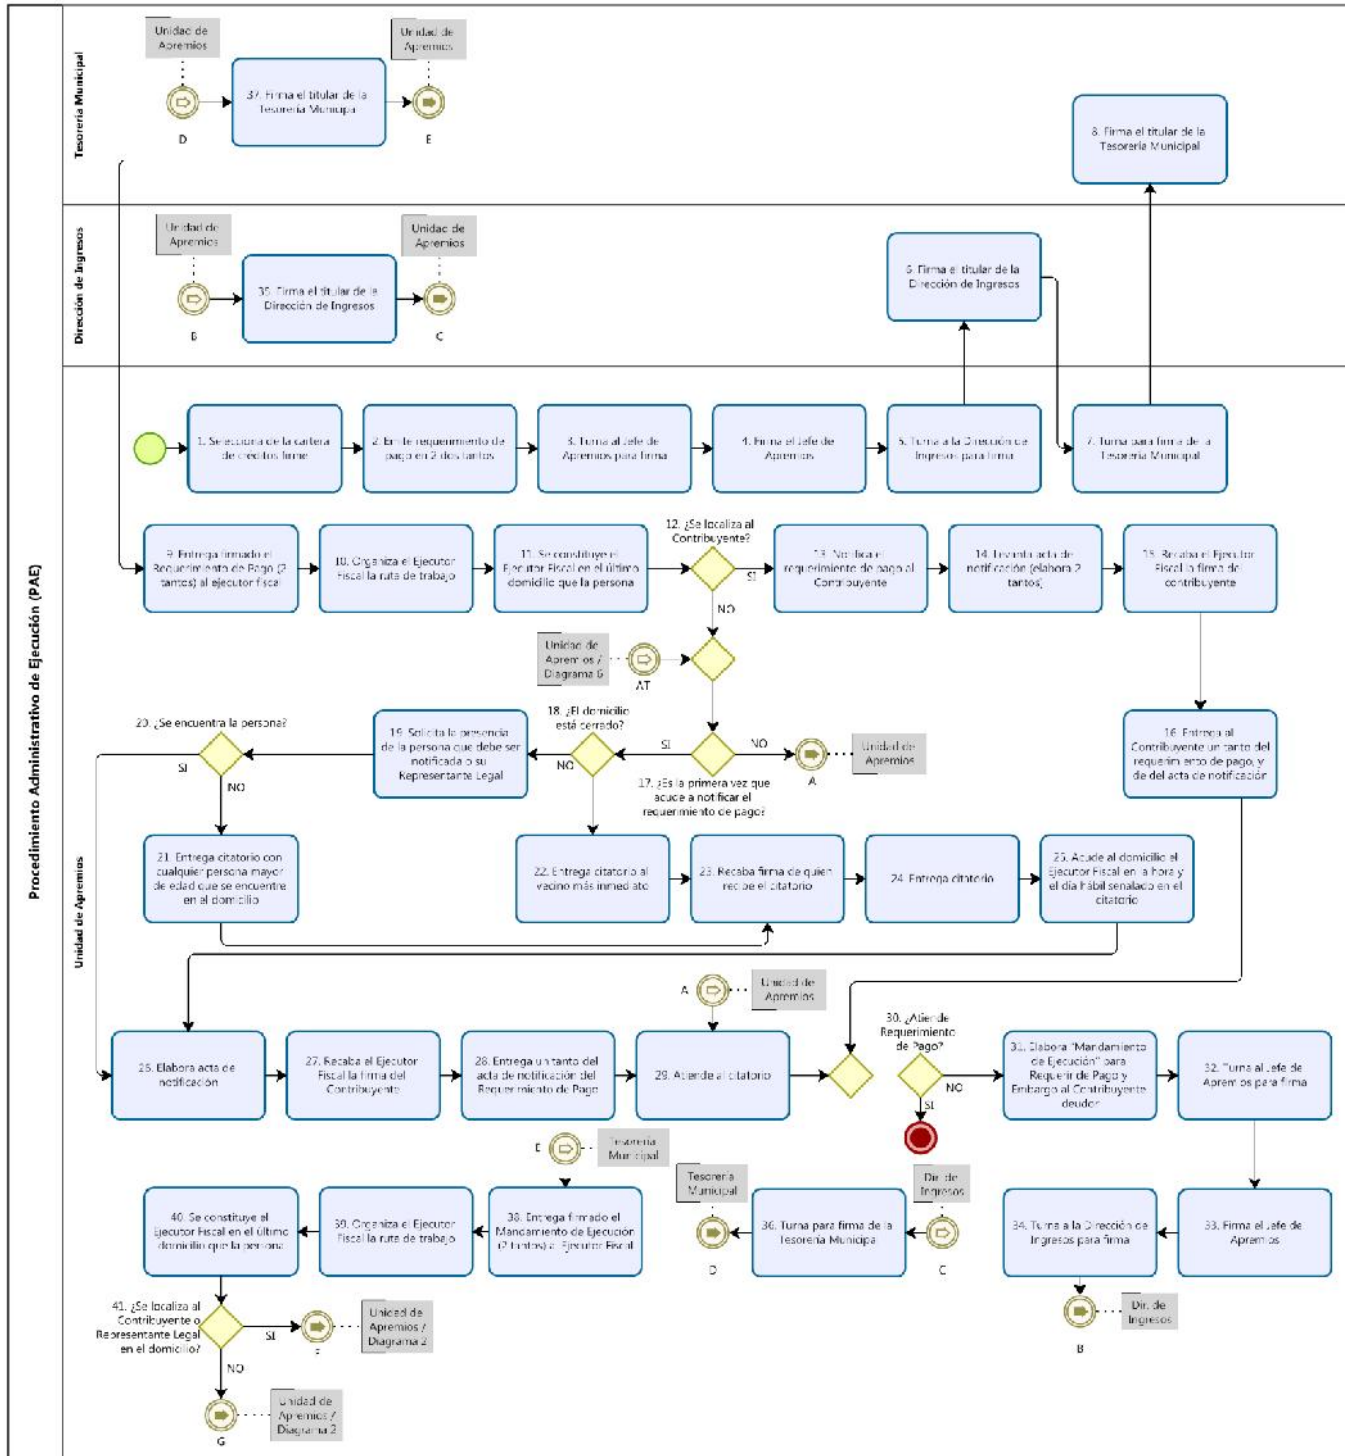 Procedimiento Administrativo de Ejecución (PAE)
Tesorería Municipal
Unidad de
Apremios
D
37. Firma el titular de la
Tesorería Municipa
Unidad de
Apremios
E
8. Firma el titular de la
Tesorería Municipal
Dirección de Ingresos
Unidad de
Apremios
B
35. Firma el titular de la
Dirección de Ingresos
Unidad de
Apremios
C
6. Firma el titular de la
Dirección de Ingresos
Unidad de Apremios
1. Selecciona de la cartera
de créditos firme
2. Emite requerimiento de
pago en 2 dos tantos
3. Turna al Jefe de
Apremios para firma
4. Firma el Jefe de
Apremios
5. Turna a la Dirección de
Ingresos para firma
7. Turna para firma de la
Tesorería Municipal
9. Entrega firmado el
Requerimiento de Pago (2
tantos) al ejecutor fiscal
10. Organiza el Ejecutor
Fiscal la ruta de trabajo
11. Se constituye el
Ejecutor Fiscal en el último
domicilio que la persona
12. ¿Se localiza al
Contribuyente?
SI
NO
13. Notifica el
requerimiento de pago al
Contribuyente
14. Levanta acta de
notificación (elabora 2
tantos)
15. Recaba el Ejecutor
Fiscal la firma del
contribuyente
Unidad de
Apremios /
Diagrama 6
AT
20. ¿Se encuentra la persona?
SI
NO
19. Solicita la presencia
de la persona que debe ser
notificada o su
Representante Legal
18. ¿El domicilio
está cerrado?
NO
SI
NO
17. ¿Es la primera vez que
acude a notificar el
requerimiento de pago?
A
Unidad de
Apremios
16. Entrega al
Contribuyente un tanto del
requerimiento de pago, y
de del acta de notificación
21. Entrega citatorio con
cualquier persona mayor
de edad que se encuentre
en el domicilio
22. Entrega citatorio al
vecino más inmediato
23. Recaba firma de quien
recibe el citatorio
24. Entrega citatorio
25. Acude al domicilio el
Ejecutor Fiscal en la hora y
el día hábil señalado en el
citatorio
A
Unidad de
Apremios
26. Elabora acta de
notificación
27. Recaba el Ejecutor
Fiscal la firma del
Contribuyente
28. Entrega un tanto del
acta de notificación del
Requerimiento de Pago
29. Atiende al citatorio
30. ¿Atiende
Requerimiento
de Pago?
NO
SI
31. Elabora "Mandamiento
de Ejecución" para
Requerir de Pago y
Embargo al Contribuyente
deudor
32. Turna al Jefe de
Apremios para firma
E
Tesorería
Municipal
Tesorería
Municipal
Dir. de
Ingresos
40. Se constituye el
Ejecutor Fiscal en el último
domicilio que la persona
39. Organiza el Ejecutor
Fiscal la ruta de trabajo
38. Entrega firmado el
Mandamiento de Ejecución
(2 tantos) al Ejecutor Fiscal
D
36. Turna para firma de la
Tesorería Municipa
C
34. Turna a la Dirección de
Ingresos para firma
33. Firma el Jefe de
Apremios
41. ¿Se localiza al
Contribuyente o
Representante Legal
en el domicilio?
SI
F
Unidad de
Apremios /
Diagrama 2
B
Dir. de
Ingresos
NO
G
Unidad de
Apremios /
Diagrama 2